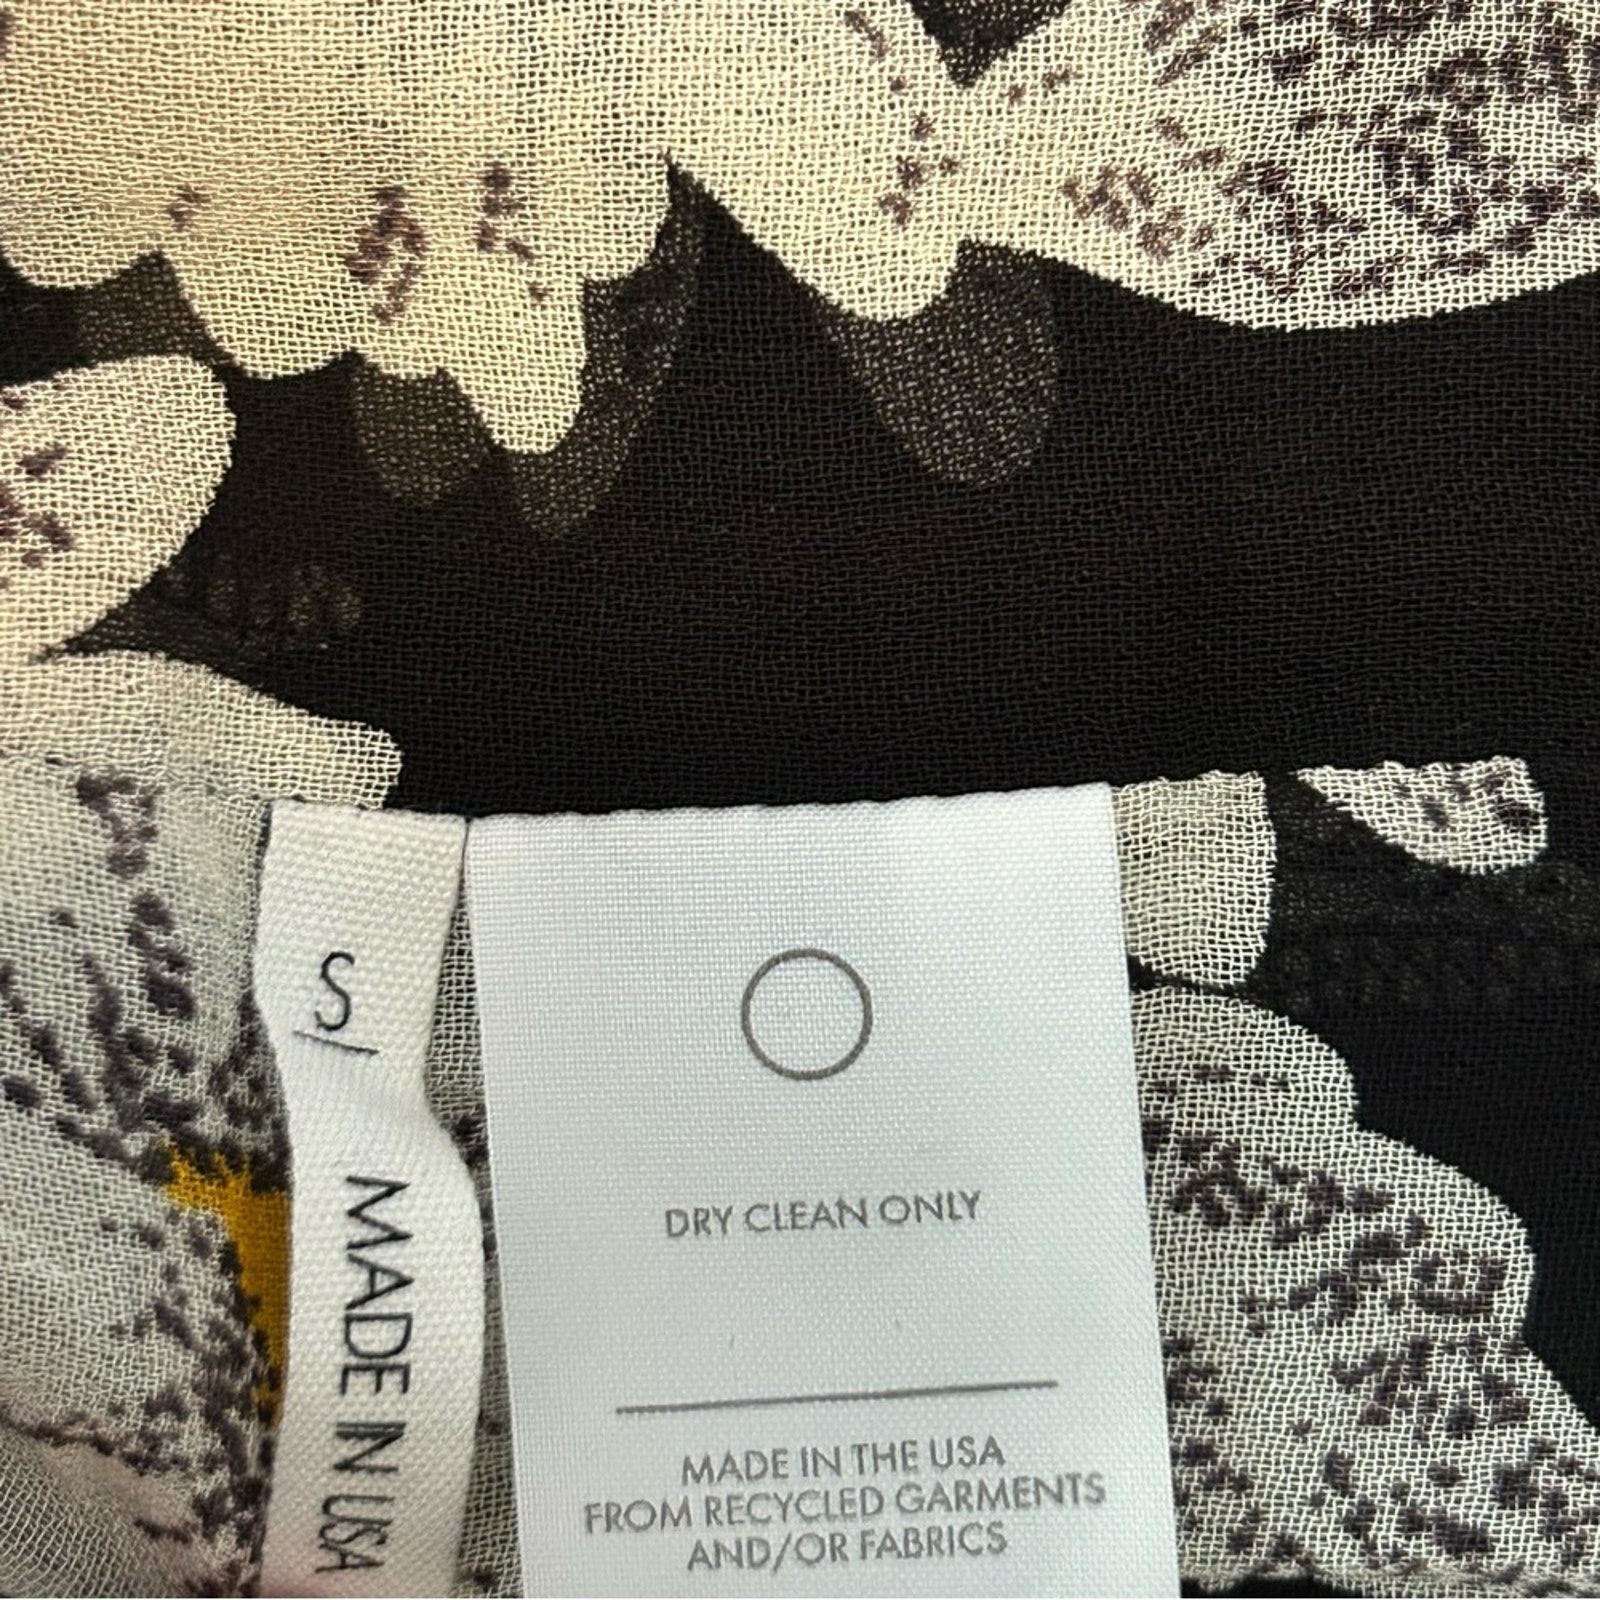 S/ MADE IN USA
DRY CLEAN ONLY
MADE IN THE USA
FROM RECYCLED GARMENTS
AND/OR FABRICS